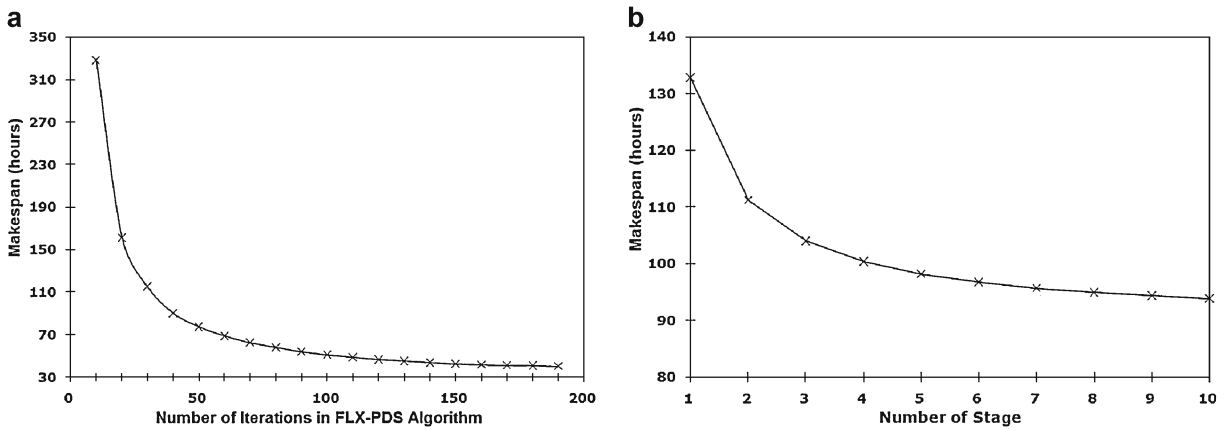 a
350
310
270
230
190
150
110
70
30
Makespan (hours)
0 50 100 150 200
Number of Iterations in FLX-PDS Algorithm
b
140
130
120
110
100
90
80
Makespan (hours)
1 2 3 4 5 6 7 8 9 10
Number of Stage